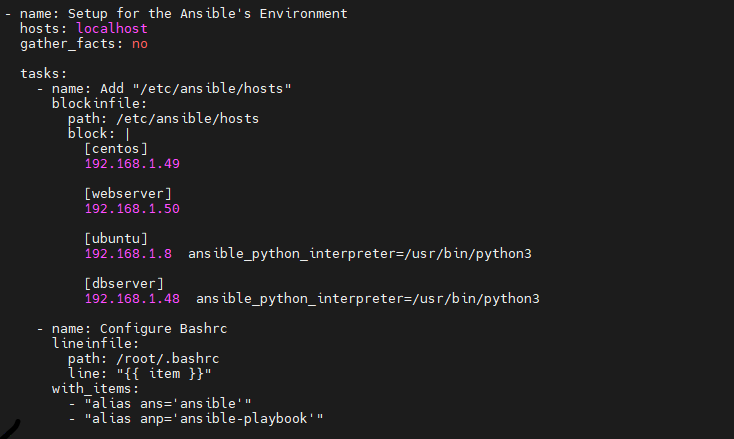 - name: Setup for the Ansible's Environment
  hosts: localhost
  gather_facts: no

  tasks:
    - name: Add "/etc/ansible/hosts"
      blockinfile:
        path: /etc/ansible/hosts
        block: |
          [centos]
          192.168.1.49

          [webserver]
          192.168.1.50

          [ubuntu]
          192.168.1.8  ansible_python_interpreter=/usr/bin/python3

          [dbserver]
          192.168.1.48  ansible_python_interpreter=/usr/bin/python3

    - name: Configure Bashrc
      lineinfile:
        path: /root/.bashrc
        line: "{{ item }}"
      with_items:
        - "alias ans='ansible'"
        - "alias anp='ansible-playbook'"